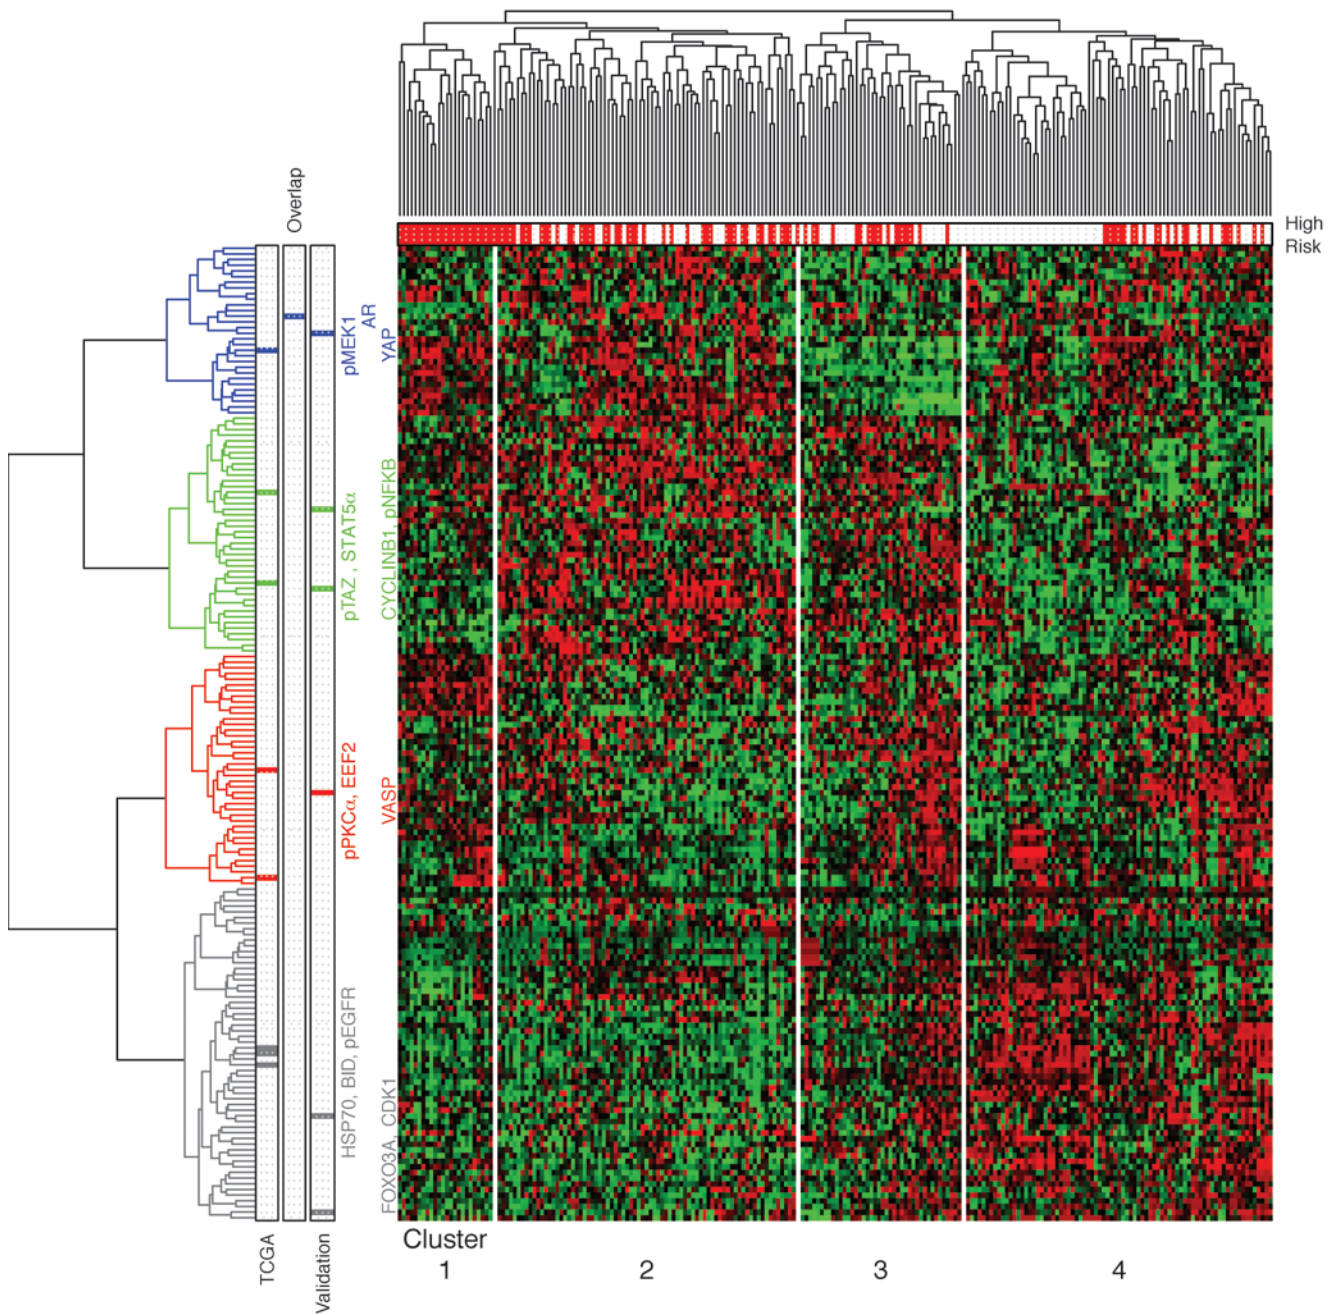 Overlap
High
Risk
pMEK1
AR
YAP
pTAZ , STAT5α
CYCLINB1, pNFKB
pPKCα, EEF2
VASP
HSP70, BID, pEGFR
FOXO3A, CDK1
TCGA
Validation
Cluster
1 2 3 4